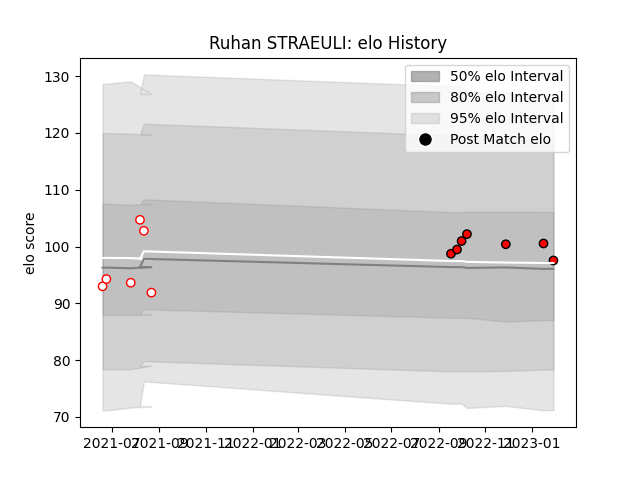 Ruhan STRAEULI: elo History
50% elo Interval
80% elo Interval
95% elo Interval
Post Match elo
elo score
130
120
110
100
90
80
70
2021-07 2021-09 2021-11 2022-01 2022-03 2022-05 2022-07 2022-09 2022-11 2023-01